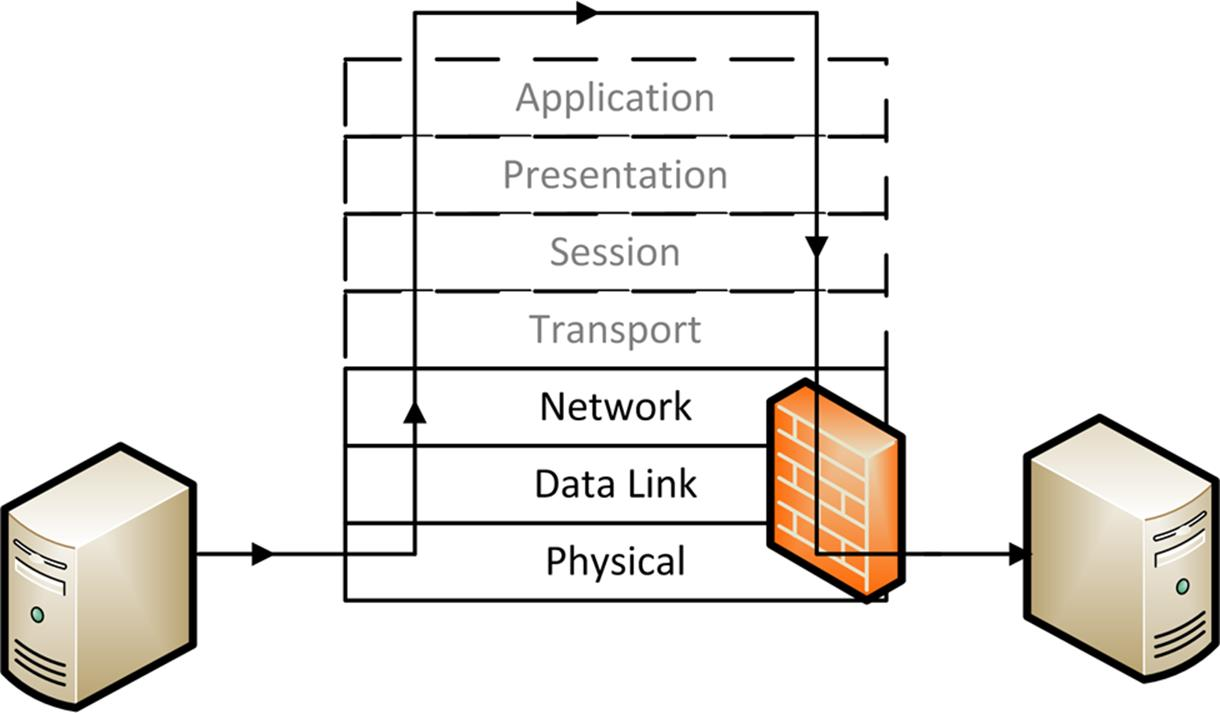 Application
Presentation
Session
Transport
Network
Data Link
Physical